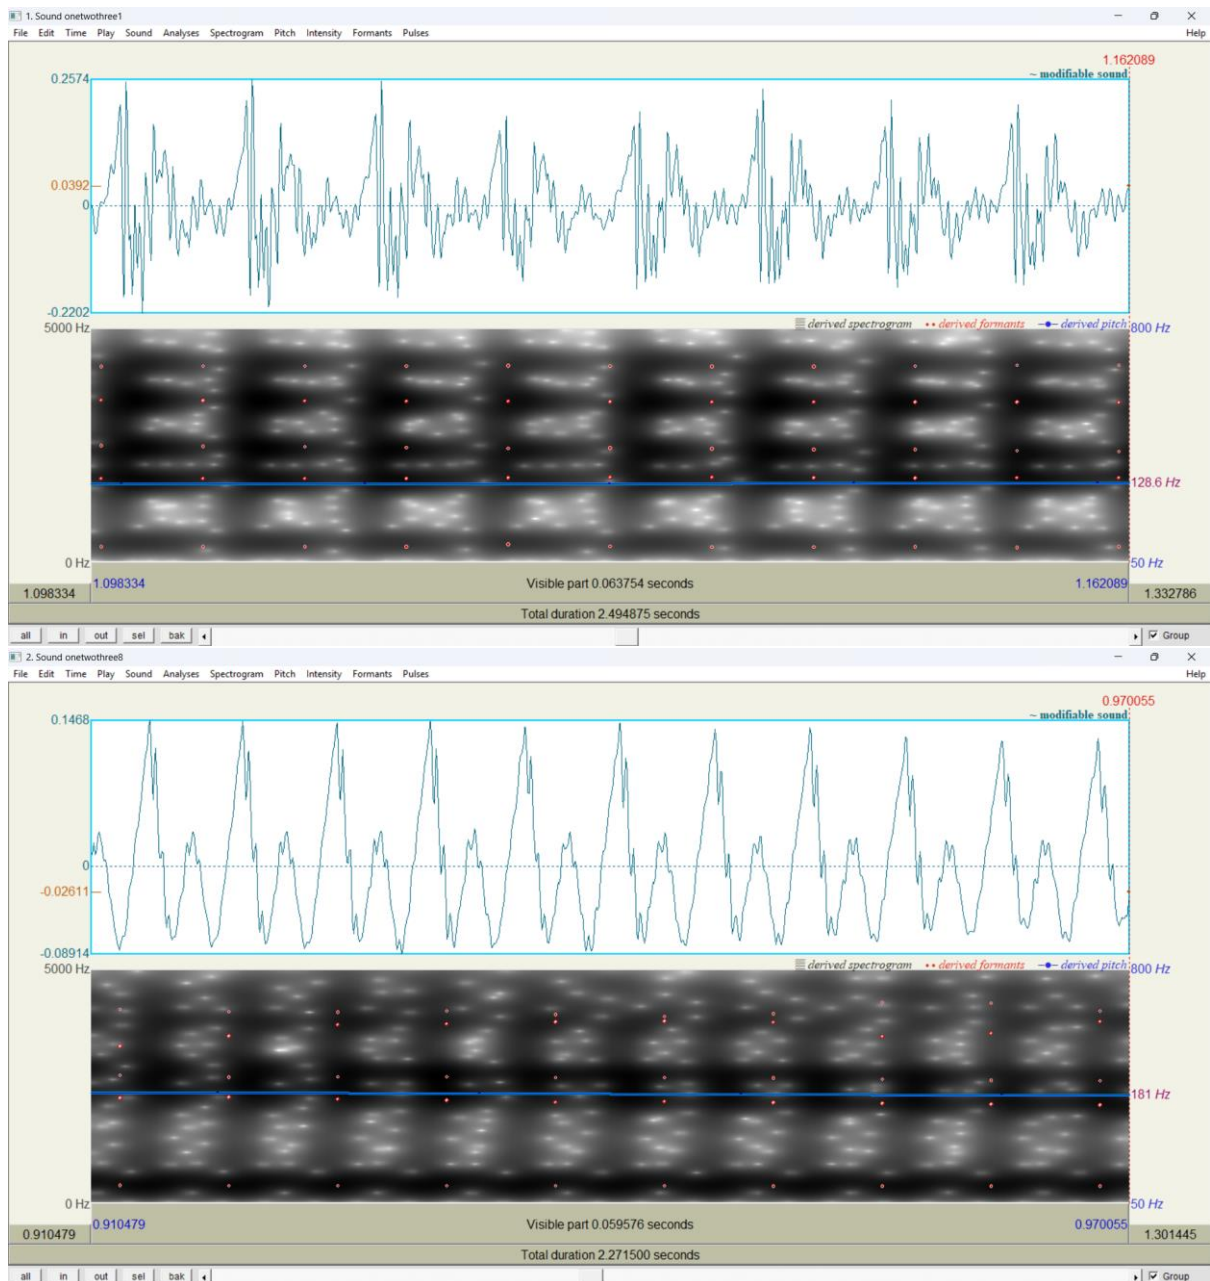 1. Sound onetwothree1
File Edit Time Play Sound Analyses Spectrogram Pitch Intensity Formants Pulses Help
1.162089
~ modifiable sound
0.2574
0.0392
0
-0.2202
5000 Hz derived spectrogram derived formants derived pitch 800 Hz
128.6 Hz
0 Hz 50 Hz
1.098334 1.098334 Visible part 0.063754 seconds 1.162089 1.332786
Total duration 2.494875 seconds
all in out sel bak Group
2. Sound onetwothree8
File Edit Time Play Sound Analyses Spectrogram Pitch Intensity Formants Pulses Help
0.970055
~ modifiable sound
0.1468
0
-0.02611
-0.08914
5000 Hz derived spectrogram derived formants derived pitch 800 Hz
181 Hz
0 Hz 50 Hz
0.910479 0.910479 Visible part 0.059576 seconds 0.970055 1.301445
Total duration 2.271500 seconds
all in out sel bak Group